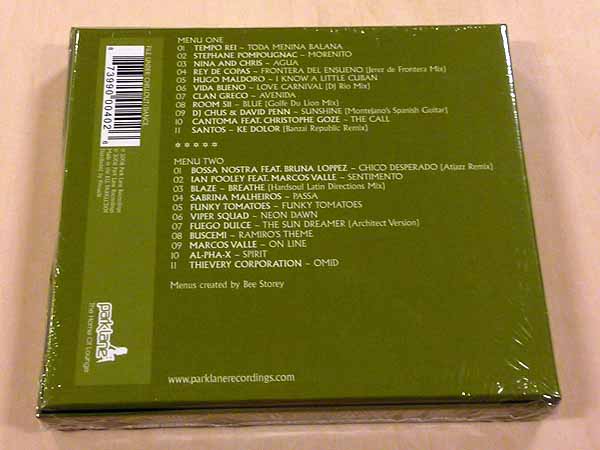 MENU ONE
01 TEMPO REI – TODA MENINA BALANA
02 STEPHANE POMPOUGNAC – MORENITO
03 NINA AND CHRIS – AGUA
04 REY DE COPAS – FRONTERA DEL ENSUENO (Jerez de Frontera Mix)
05 HUGO MALDORO – I KNOW A LITTLE CUBAN
06 VIDA BUENO – LOVE CARNIVAL (DJ Rio Mix)
07 CLAN GRECO – AVENIDA
08 ROOM SII – BLUE (Golfe Du Lion Mix)
09 DJ CHUS & DAVID PENN – SUNSHINE (Montelano's Spanish Guitar)
10 CANTOMA FEAT. CHRISTOPHE GOZE – THE CALL
11 SANTOS – KE DOLOR (Banzai Republic Remix)
*****
MENU TWO
01 BOSSA NOSTRA FEAT. BRUNA LOPPEZ – CHICO DESPERADO (Atjazz Remix)
02 IAN POOLEY FEAT. MARCOS VALLE – SENTIMENTO
03 BLAZE – BREATHE (Hardsoul Latin Directions Mix)
04 SABRINA MALHEIROS – PASSA
05 FUNKY TOMATOES – FUNKY TOMATOES
06 VIPER SQUAD – NEON DAWN
07 FUEGO DULCE – THE SUN DREAMER (Architect Version)
08 BUSCEMI – RAMIRO'S THEME
09 MARCOS VALLE – ON LINE
10 AL-PHA-X – SPIRIT
11 THIEVERY CORPORATION – OMID
Menus created by Bee Storey
www.parklanerecordings.com
8 73990 00402 8
parklane
The Home Of Lounge